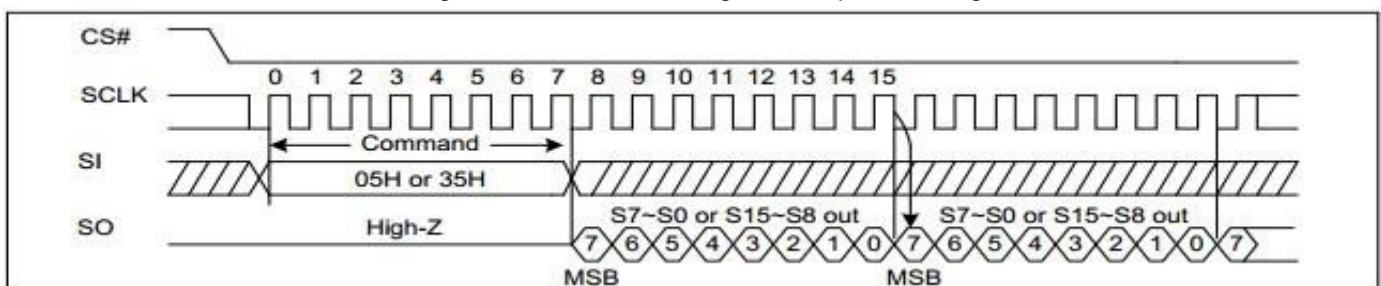 CS#
0 1 2 3 4 5 6 7 8 9 10 11 12 13 14 15
SCLK
Command
SI
05H or 35H
S7~S0 or S15~S8 out S7~S0 or S15~S8 out
SO High-Z
7 6 5 4 3 2 1 0 7 6 5 4 3 2 1 0 7
MSB MSB